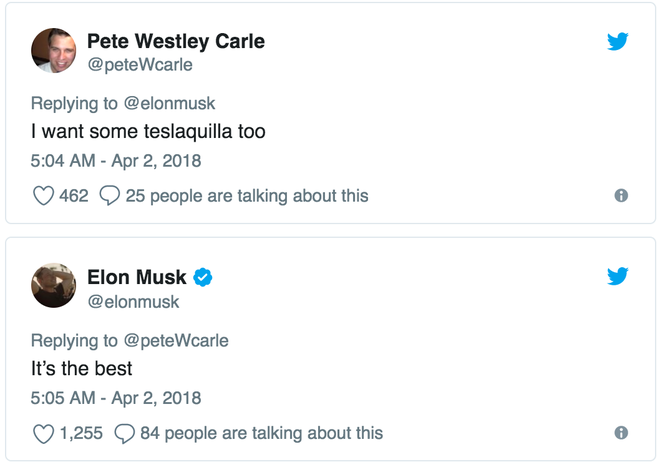 Pete Westley Carle
@peteWcarle
Replying to @elonmusk
I want some teslaquilla too
5:04 AM - Apr 2, 2018
462 25 people are talking about this
Elon Musk
@elonmusk
Replying to @peteWcarle
It's the best
5:05 AM - Apr 2, 2018
1,255 84 people are talking about this